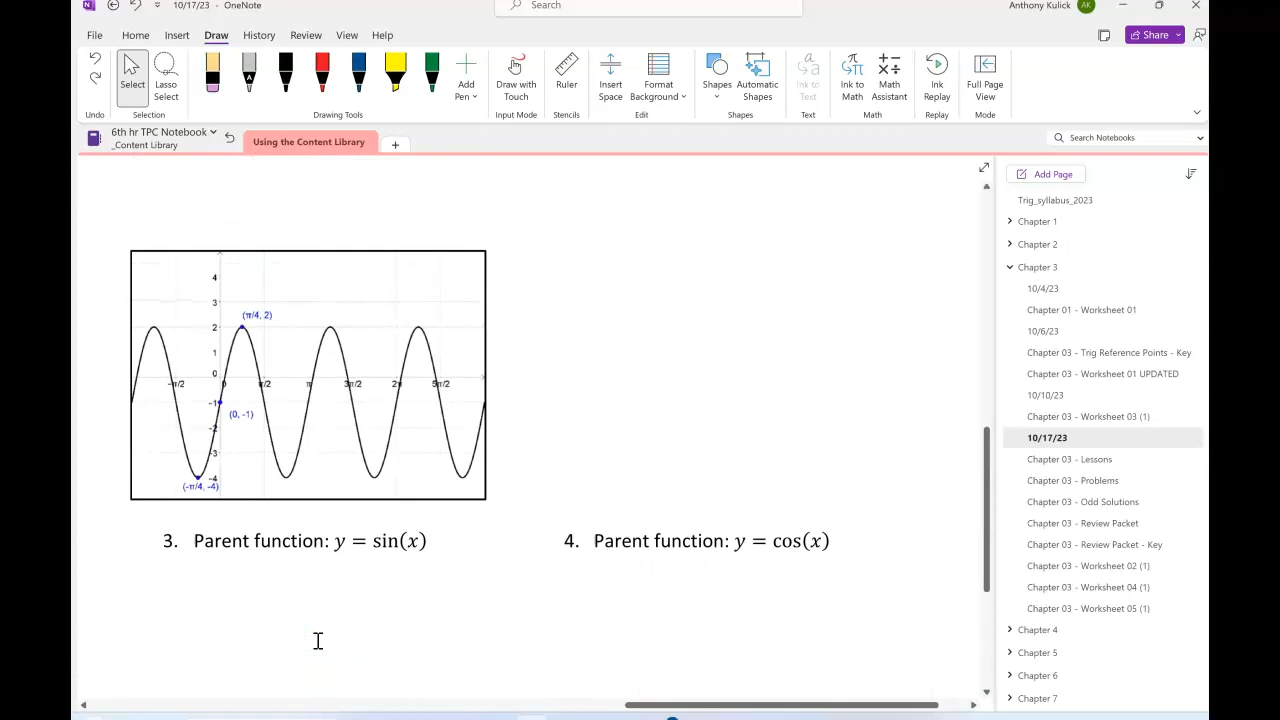 10/17/23 - OneNote
Search
Anthony Kulick
AK
File Home Insert Draw History Review View Help
Share
Undo
Select
Lasso Select
Selection
Drawing Tools
Add Pen
Draw with Touch
Input Mode
Ruler
Stencils
Insert Space
Format Background
Edit
Shapes
Automatic Shapes
Shapes
Ink to Text
Text
Ink to Math
Math Assistant
Math
Ink Replay
Replay
Full Page View
Mode
6th hr TPC Notebook
_Content Library
Using the Content Library
Search Notebooks
4
3
2
1
0
-1
-2
-3
-4
-π/2 0 π/2 π 3π/2 2π 5π/2
(π/4, 2)
(0, -1)
(-π/4, -4)
3. Parent function: y = sin(x)
4. Parent function: y = cos(x)
Add Page
Trig_syllabus_2023
Chapter 1
Chapter 2
Chapter 3
10/4/23
Chapter 01 - Worksheet 01
10/6/23
Chapter 03 - Trig Reference Points - Key
Chapter 03 - Worksheet 01 UPDATED
10/10/23
Chapter 03 - Worksheet 03 (1)
10/17/23
Chapter 03 - Lessons
Chapter 03 - Problems
Chapter 03 - Odd Solutions
Chapter 03 - Review Packet
Chapter 03 - Review Packet - Key
Chapter 03 - Worksheet 02 (1)
Chapter 03 - Worksheet 04 (1)
Chapter 03 - Worksheet 05 (1)
Chapter 4
Chapter 5
Chapter 6
Chapter 7